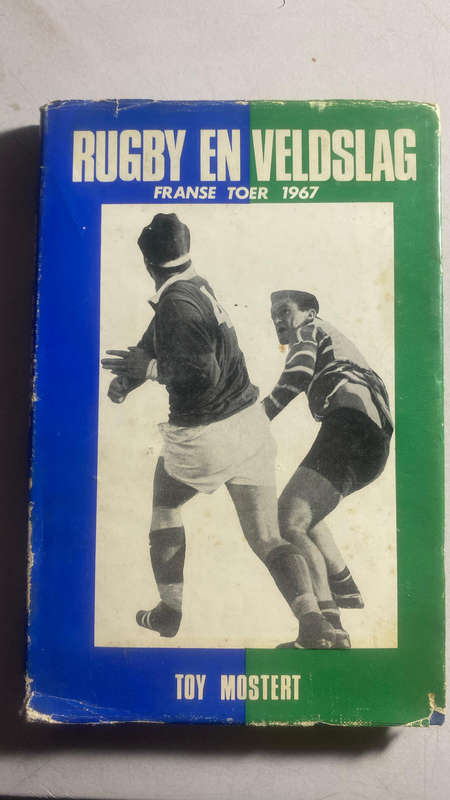 RUGBY EN VELDSLAG
FRANSE TOER 1967
TOY MOSTERT